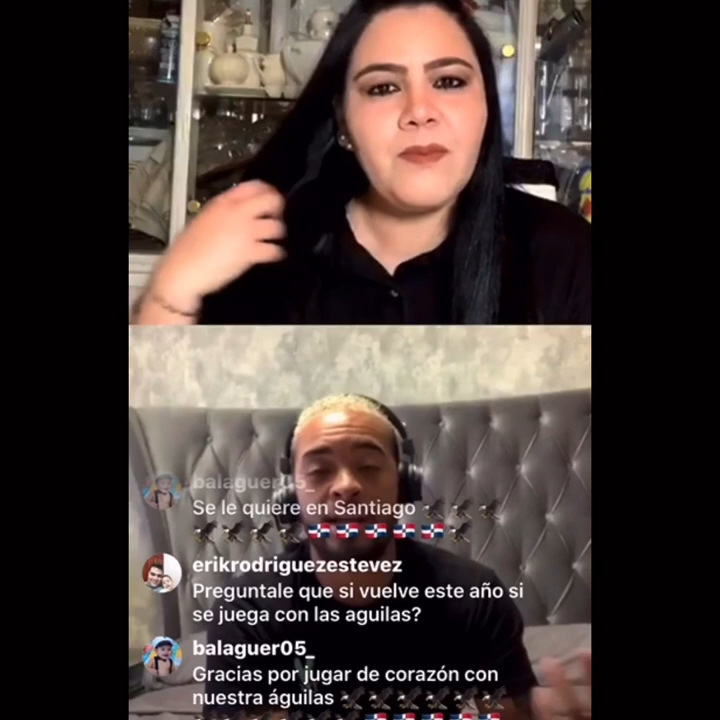 balaguer05_
Se le quiere en Santiago 🦅🦅🦅
🦅🦅🦅🦅🇩🇴🇩🇴🇩🇴🇩🇴🇩🇴🦅
erikrodriguezestevez
Preguntale que si vuelve este año si
se juega con las aguilas?
balaguer05_
Gracias por jugar de corazón con
nuestra águilas 🦅🦅🦅🦅🦅🦅